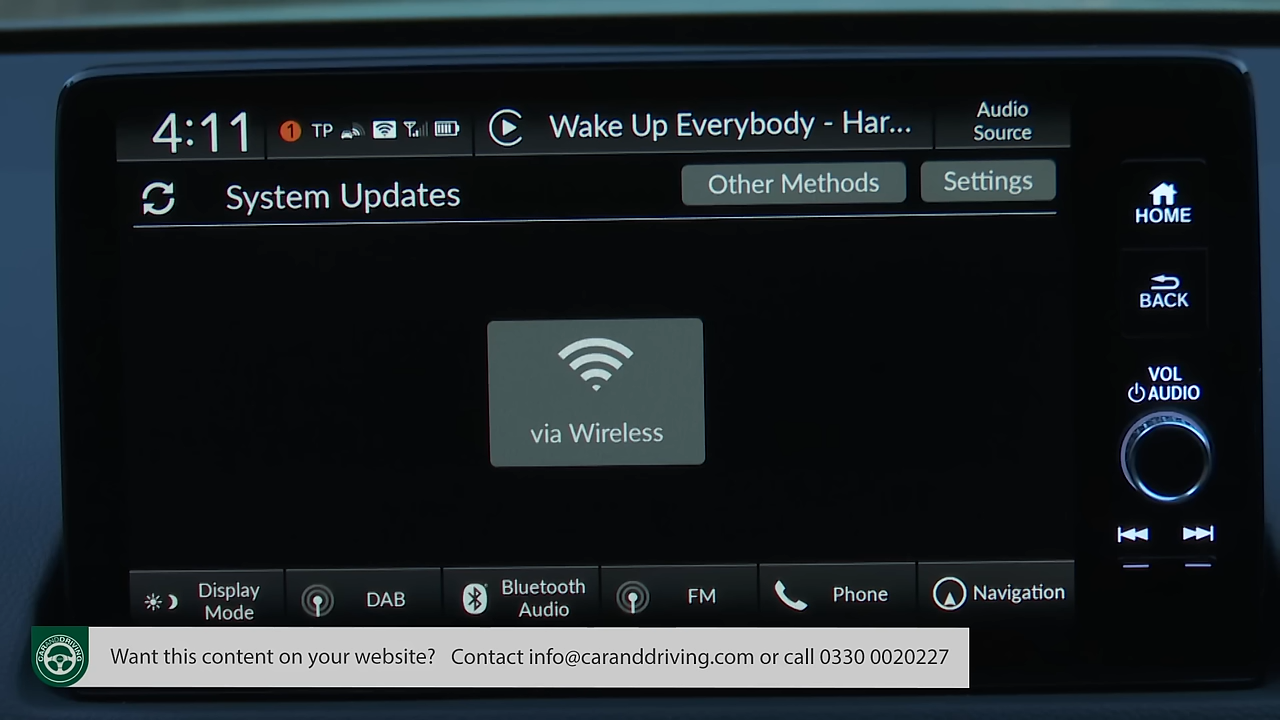 4:11
1 TP
Wake Up Everybody - Har...
Audio
Source
System Updates
Other Methods
Settings
HOME
BACK
via Wireless
VOL
AUDIO
Display
Mode
DAB
Bluetooth
Audio
FM
Phone
Navigation
CARANDDRIVING
Want this content on your website? Contact info@caranddriving.com or call 0330 0020227